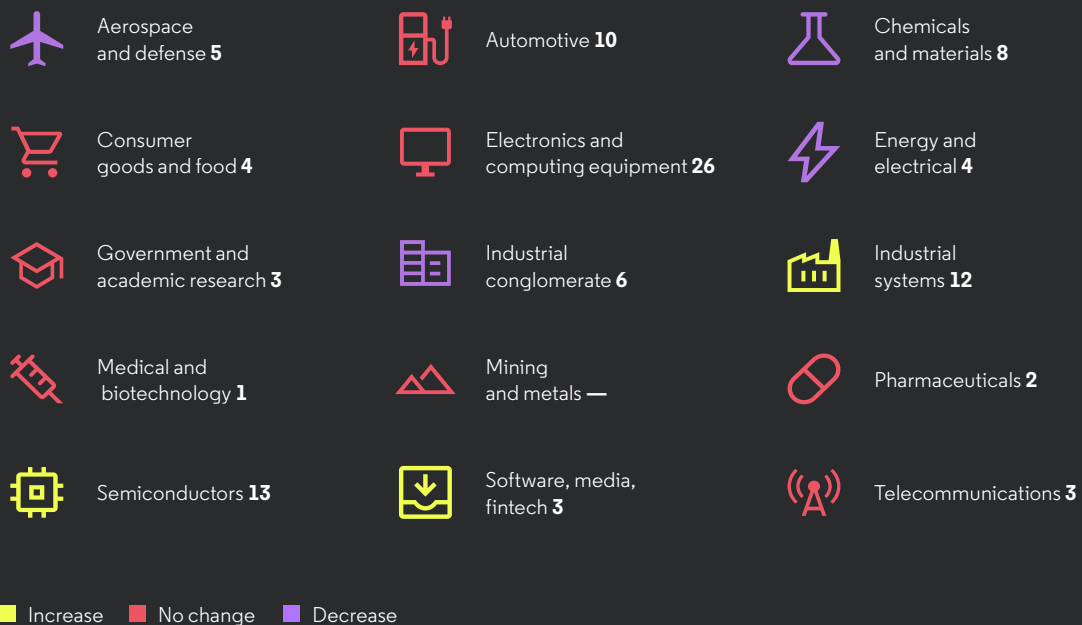 Aerospace
and defense 5
Automotive 10
Chemicals
and materials 8
Consumer
goods and food 4
Electronics and
computing equipment 26
Energy and
electrical 4
Government and
academic research 3
Industrial
conglomerate 6
Industrial
systems 12
Medical and
biotechnology 1
Mining
and metals —
Pharmaceuticals 2
Semiconductors 13
Software, media,
fintech 3
Telecommunications 3
Increase No change Decrease